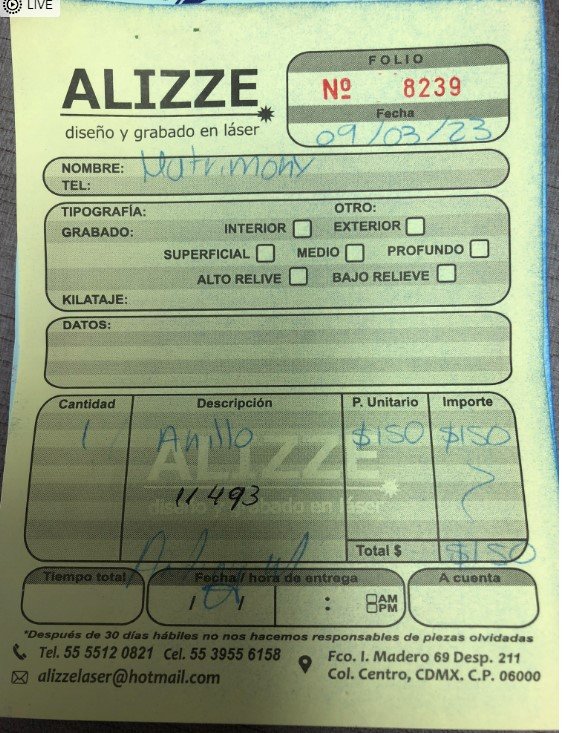 LIVE
ALIZZE
diseño y grabado en láser
FOLIO
Nº 8239
Fecha
09/03/23
NOMBRE: Matrimony
TEL:
TIPOGRAFÍA: OTRO:
GRABADO: INTERIOR EXTERIOR
SUPERFICIAL MEDIO PROFUNDO
ALTO RELIVE BAJO RELIEVE
KILATAJE:
DATOS:
Cantidad Descripción P. Unitario Importe
1 Anillo $150 $150
ALIZZE
11493
diseño y grabado en láser
Total $ $150
Tiempo total Fecha / hora de entrega A cuenta
/ / : AM
PM
*Después de 30 días hábiles no nos hacemos responsables de piezas olvidadas
Tel. 55 5512 0821 Cel. 55 3955 6158
alizzelaser@hotmail.com
Fco. I. Madero 69 Desp. 211
Col. Centro, CDMX. C.P. 06000